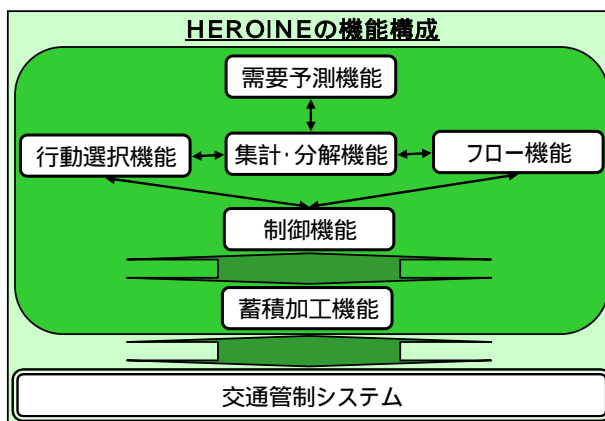 HEROINEの機能構成
需要予測機能
行動選択機能
集計・分解機能
フロー機能
制御機能
蓄積加工機能
交通管制システム